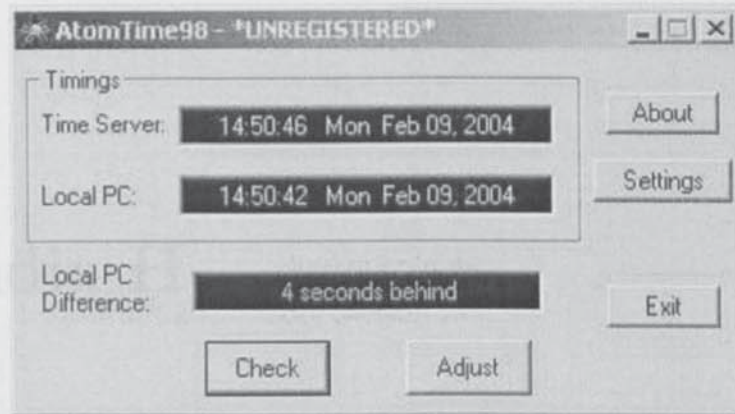 AtomTime98 - *UNREGISTERED*
Timings
Time Server: 14:50:46 Mon Feb 09, 2004
About
Local PC: 14:50:42 Mon Feb 09, 2004
Settings
Local PC
Difference: 4 seconds behind
Exit
Check Adjust